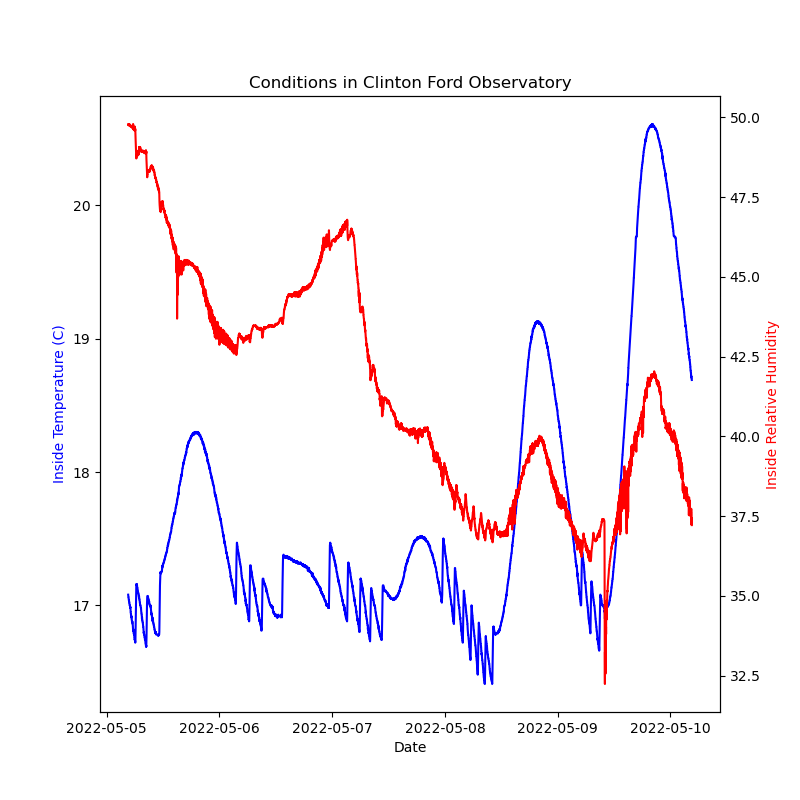 Conditions in Clinton Ford Observatory
Inside Temperature (C)
20
19
18
17
50.0
47.5
45.0
42.5
40.0
37.5
35.0
32.5
Inside Relative Humidity
2022-05-05 2022-05-06 2022-05-07 2022-05-08 2022-05-09 2022-05-10
Date